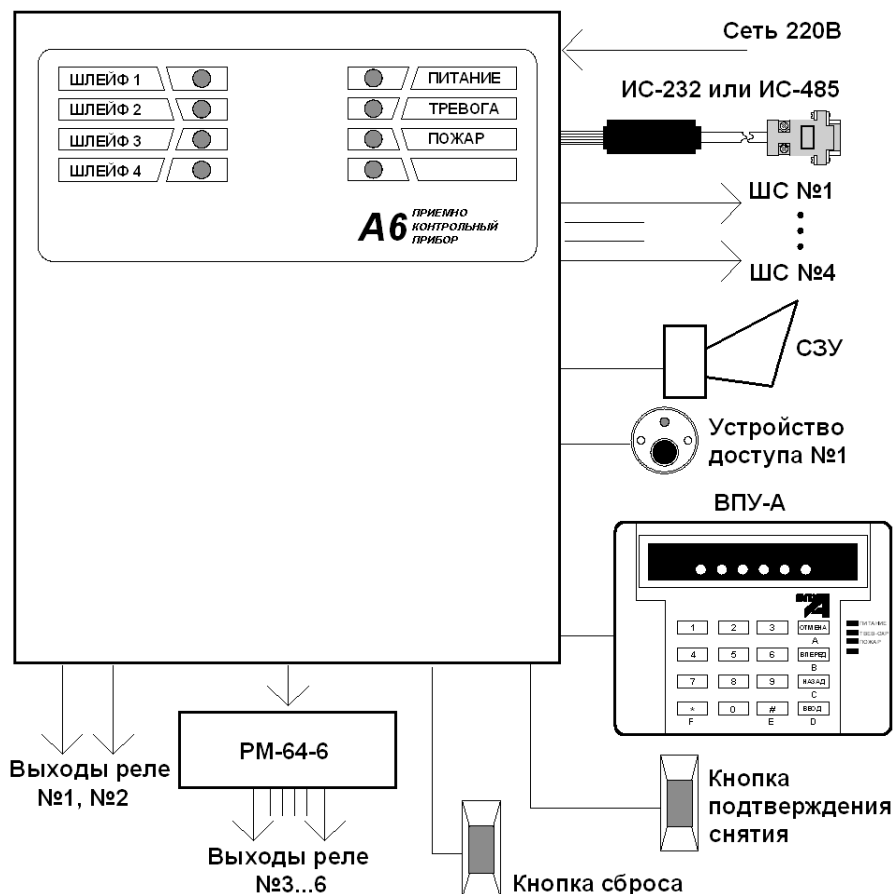 Сеть 220В
ШЛЕЙФ 1
ПИТАНИЕ
ШЛЕЙФ 2
ТРЕВОГА
ШЛЕЙФ 3
ПОЖАР
ШЛЕЙФ 4
ИС-232 или ИС-485
А6
ПРИЕМНО
КОНТРОЛЬНЫЙ
ПРИБОР
ШС №1
ШС №4
СЗУ
Устройство
доступа №1
ВПУ-А
1 2 3 ОТМЕНА
A
4 5 6 ВПЕРЕД
B
7 8 9 НАЗАД
C
* 0 # ВВОД
F E D
ПИТАНИЕ
ПОЖАР
РМ-64-6
Выходы реле
№1, №2
Выходы реле
№3...6
Кнопка сброса
Кнопка
подтверждения
снятия